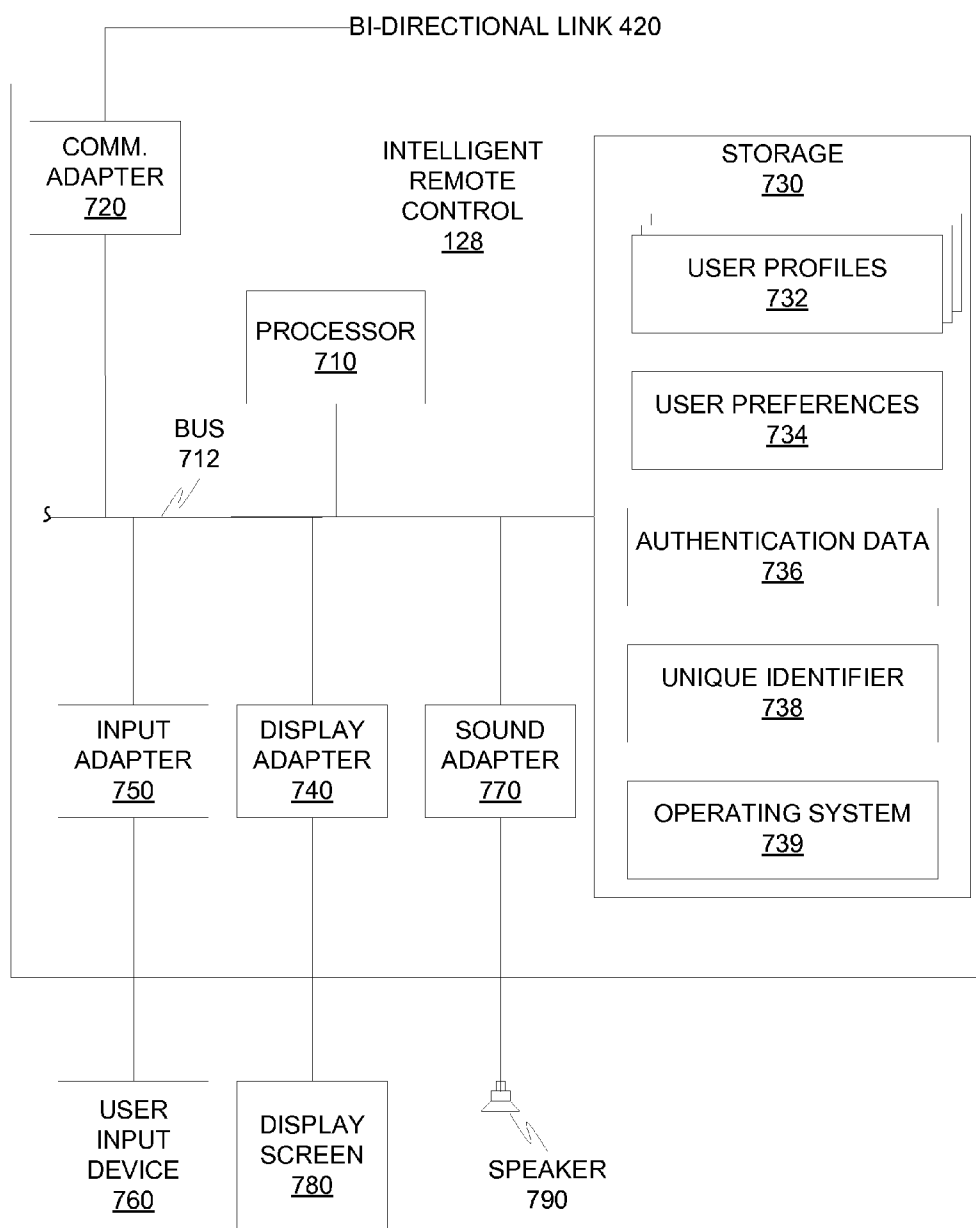 BI-DIRECTIONAL LINK 420
COMM.
ADAPTER
720
INTELLIGENT
REMOTE
CONTROL
128
STORAGE
730
USER PROFILES
732
PROCESSOR
710
USER PREFERENCES
734
BUS
712
AUTHENTICATION DATA
736
UNIQUE IDENTIFIER
738
INPUT
ADAPTER
750
DISPLAY
ADAPTER
740
SOUND
ADAPTER
770
OPERATING SYSTEM
739
USER
INPUT
DEVICE
760
DISPLAY
SCREEN
780
SPEAKER
790